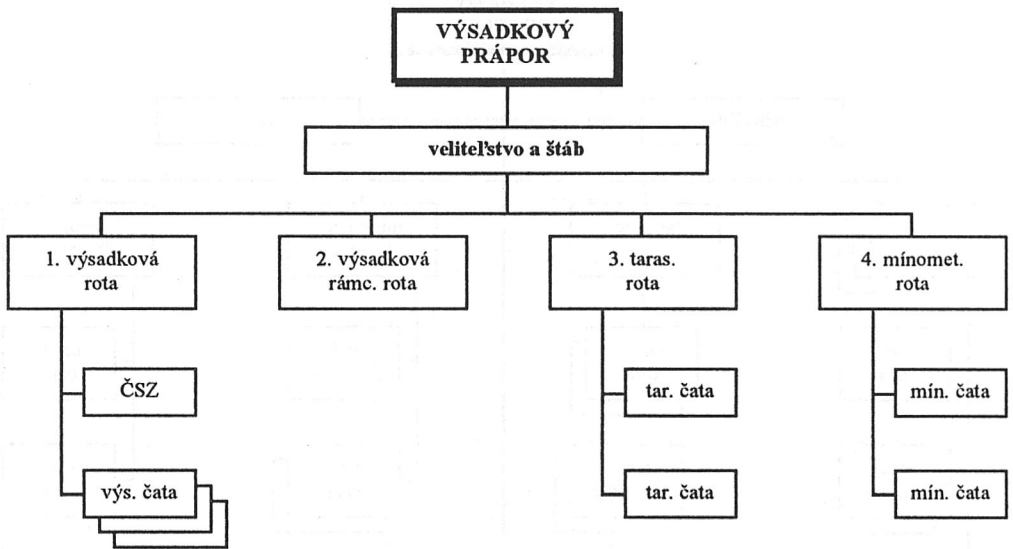 VÝSADKOVÝ
PRÁPOR
veliteľstvo a štáb
1. výsadková
rota
2. výsadková
rámc. rota
3. taras.
rota
4. mínomet.
rota
ČSZ
tar. čata
mín. čata
výs. čata
tar. čata
mín. čata